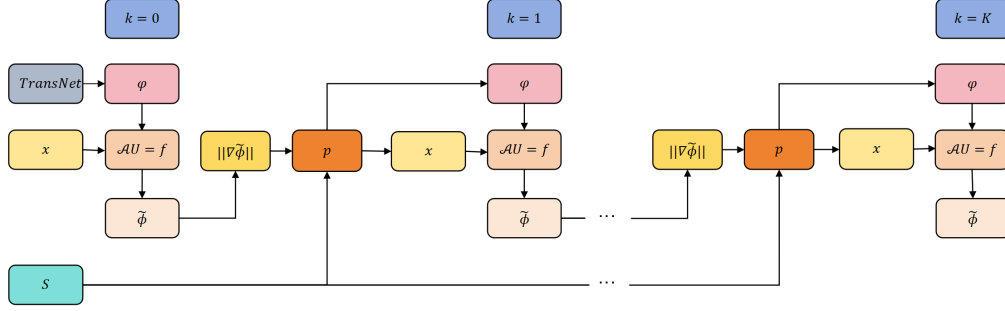 k = 0
k = 1
k = K
TransNet
φ
φ
φ
x
𝒜U = f
||∇ϕ̃||
p
x
𝒜U = f
||∇ϕ̃||
p
x
𝒜U = f
ϕ̃
ϕ̃
...
ϕ̃
S
...